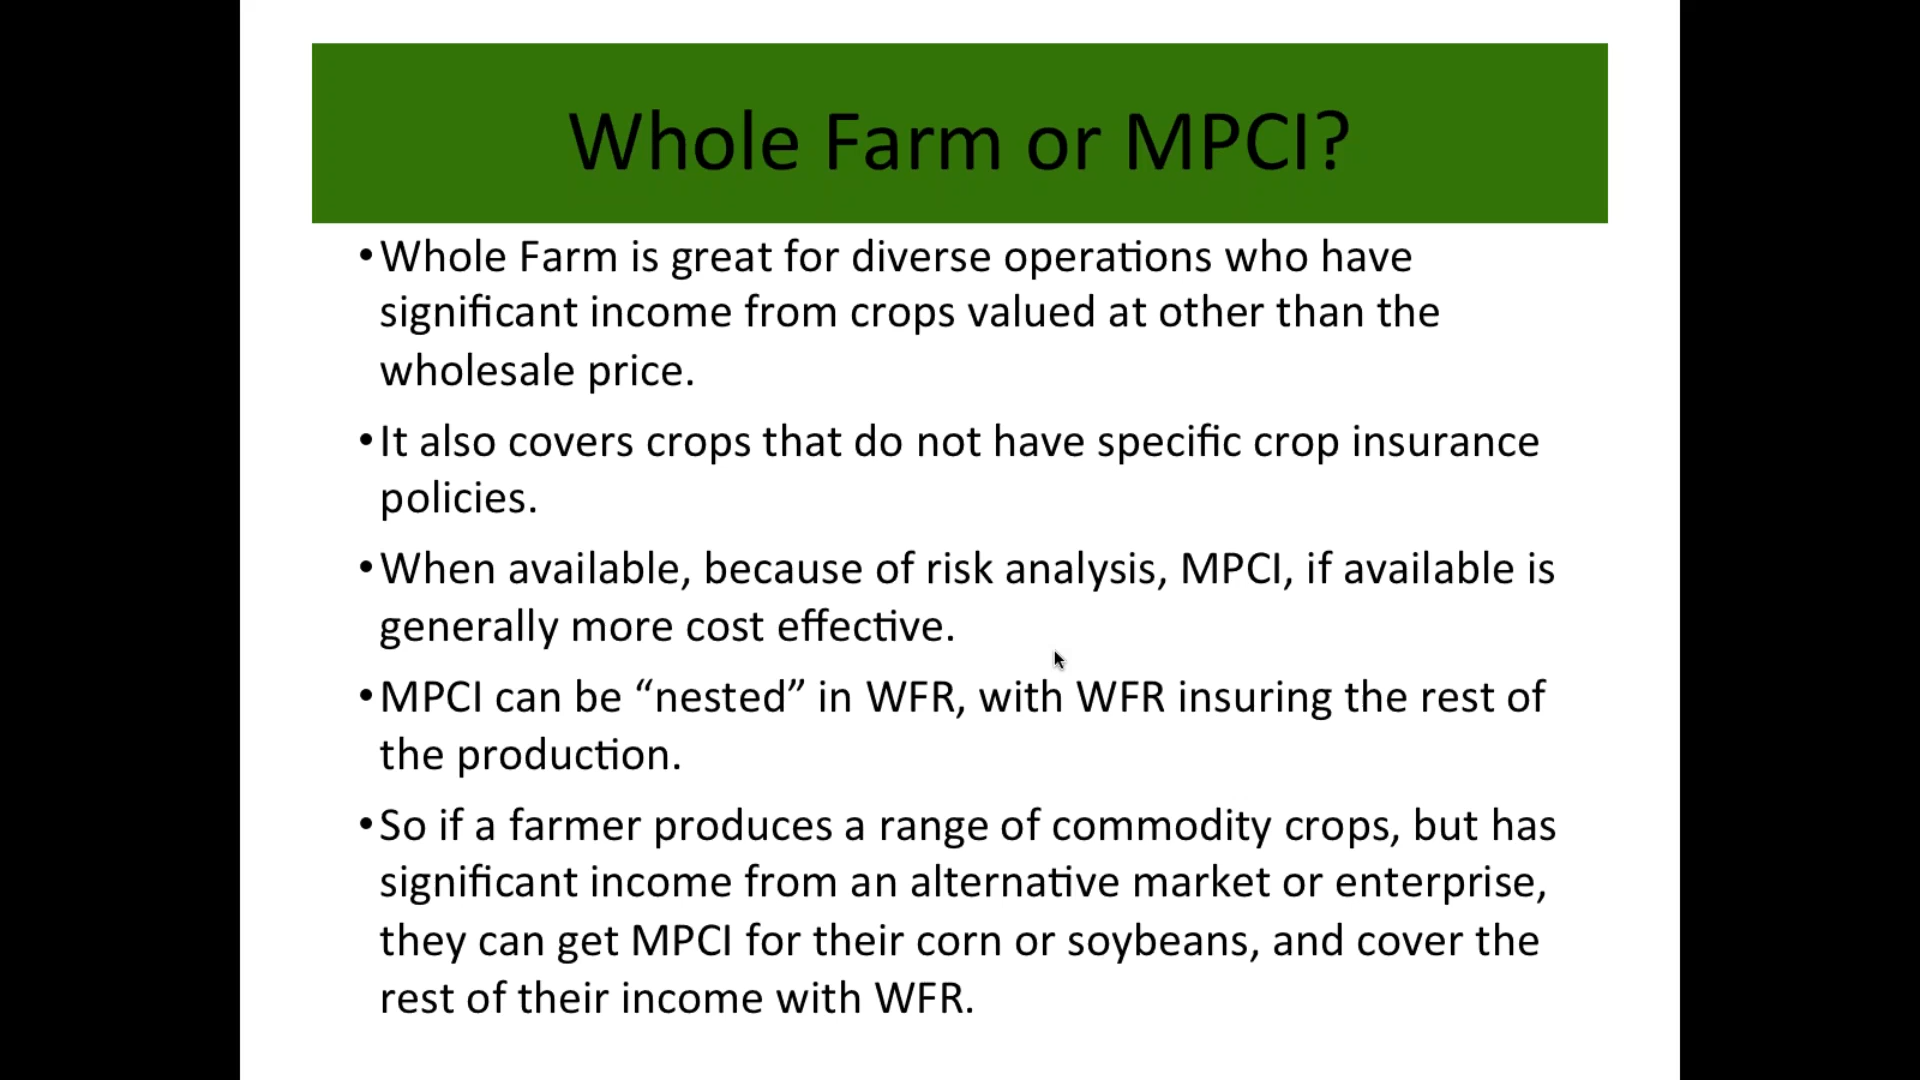 Whole Farm or MPCI?
•Whole Farm is great for diverse operations who have
significant income from crops valued at other than the
wholesale price.
•It also covers crops that do not have specific crop insurance
policies.
•When available, because of risk analysis, MPCI, if available is
generally more cost effective.
•MPCI can be “nested” in WFR, with WFR insuring the rest of
the production.
•So if a farmer produces a range of commodity crops, but has
significant income from an alternative market or enterprise,
they can get MPCI for their corn or soybeans, and cover the
rest of their income with WFR.